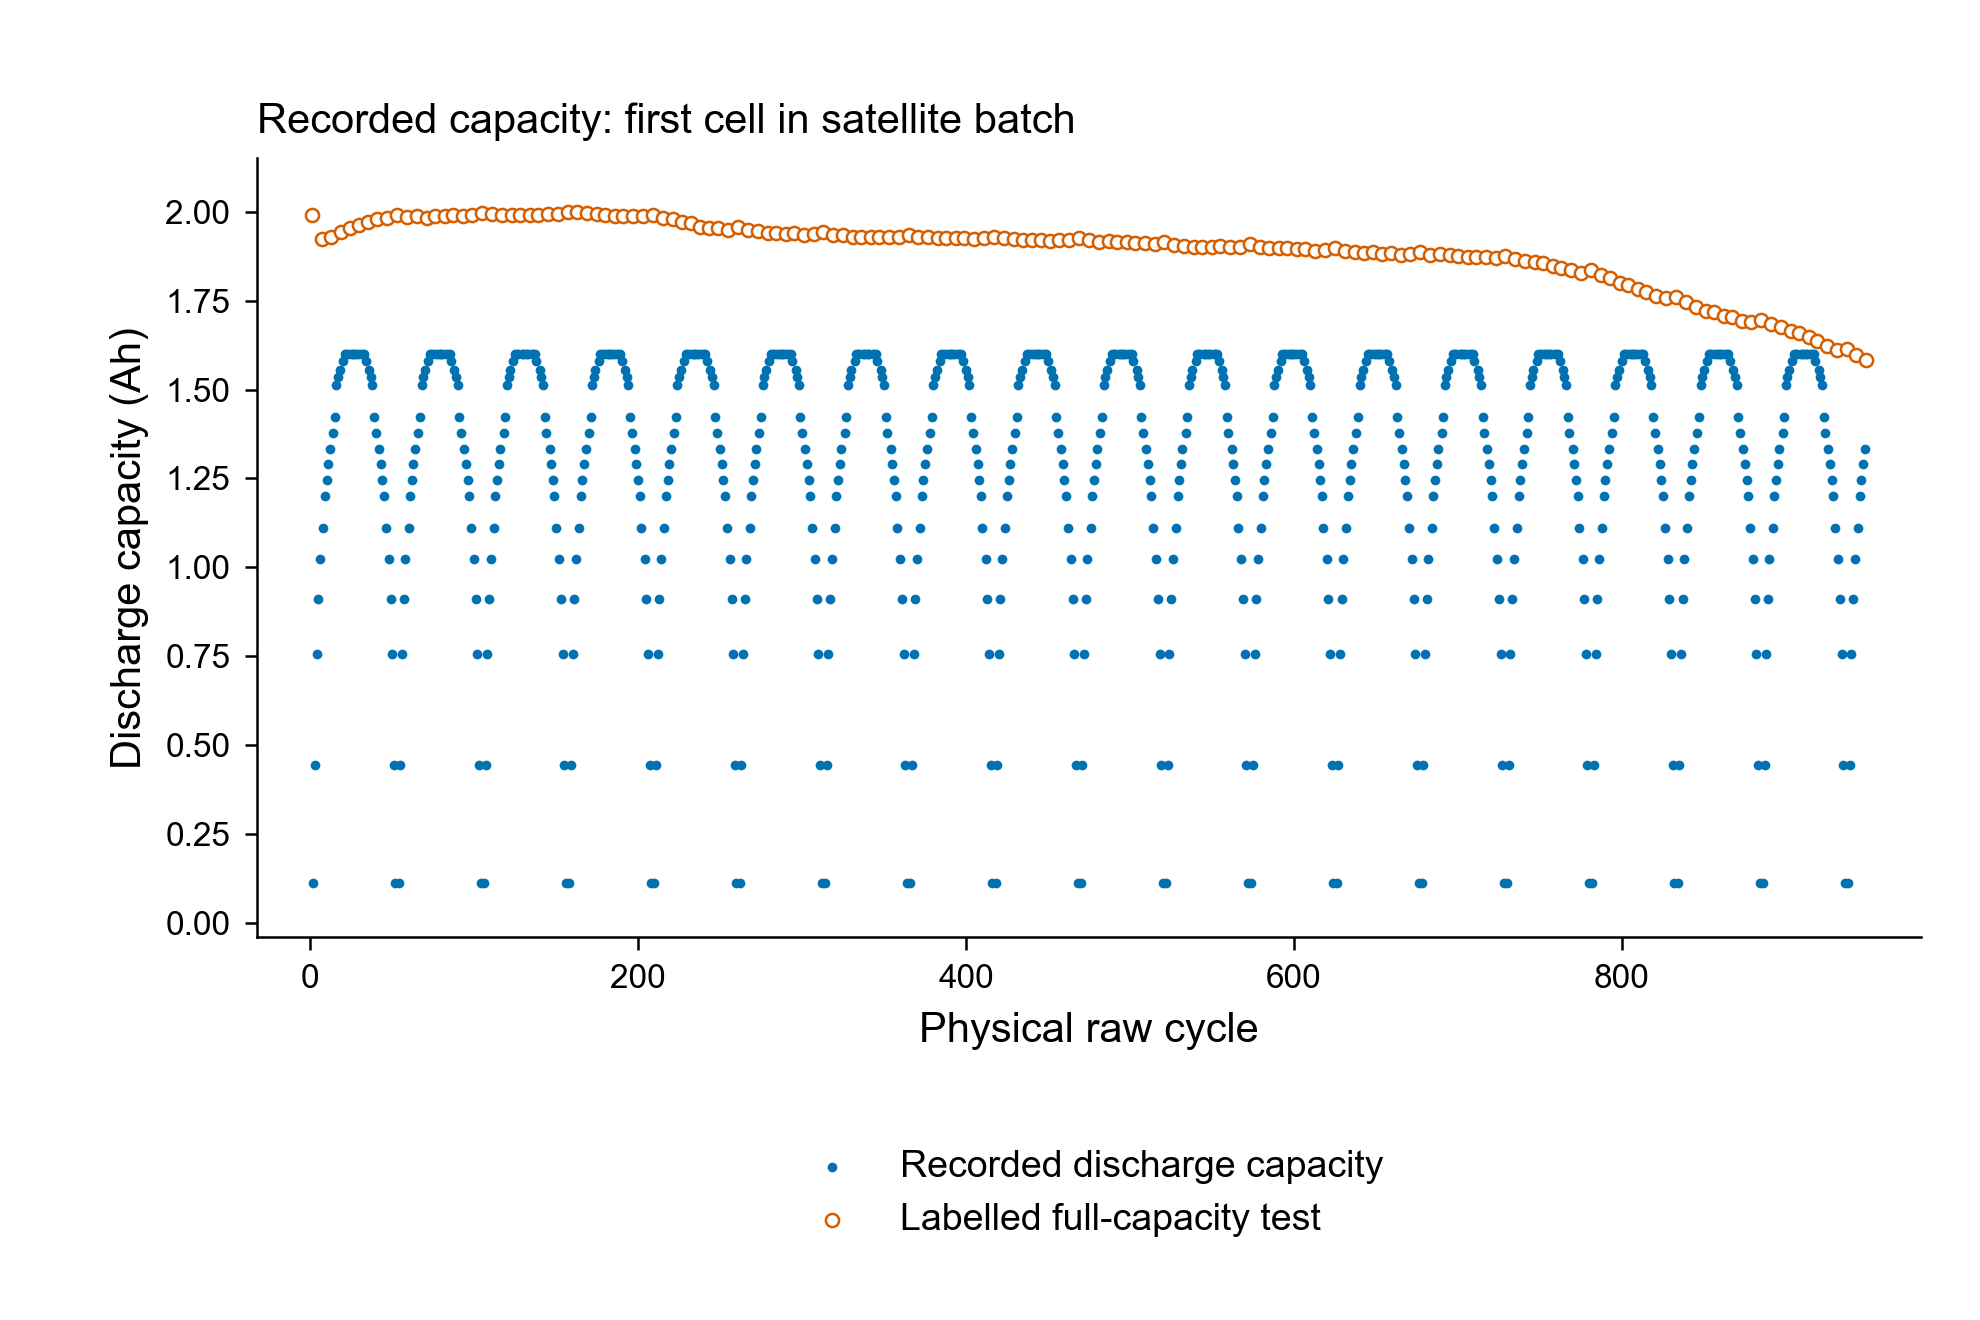 Recorded capacity: first cell in satellite batch
Discharge capacity (Ah)
2.00
1.75
1.50
1.25
1.00
0.75
0.50
0.25
0.00
0 200 400 600 800
Physical raw cycle
Recorded discharge capacity
Labelled full-capacity test